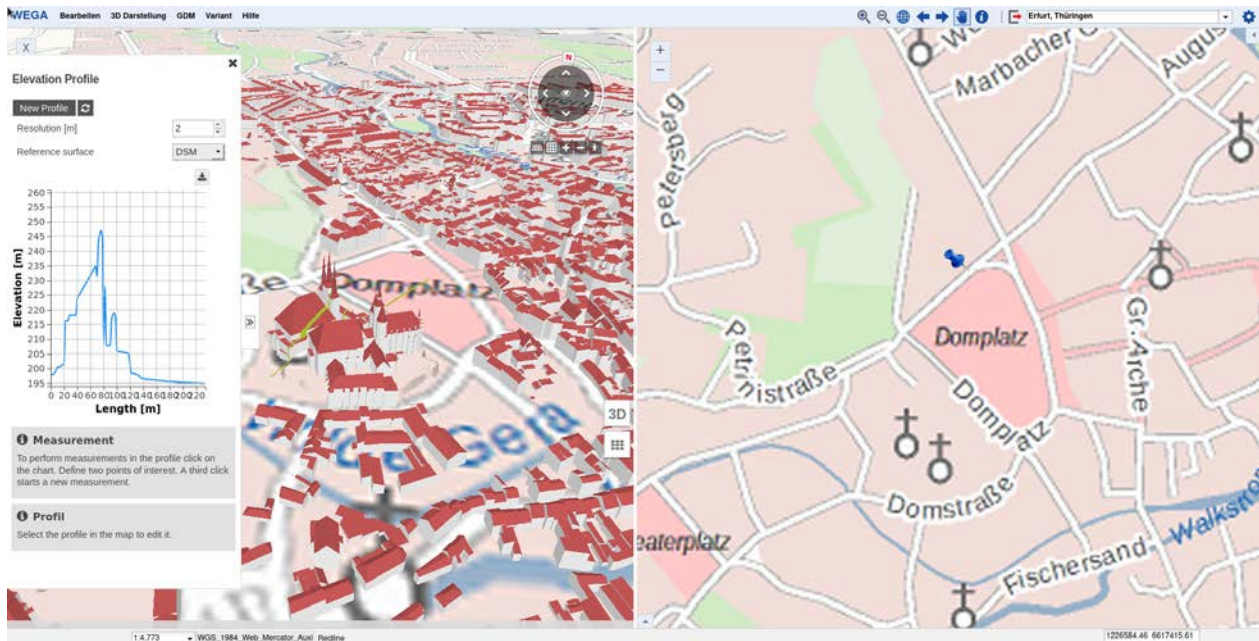 WEGA Bearbeiten 3D Darstellung GDM Variant Hilfe
Erfurt, Thüringen
X
Elevation Profile
New Profile
Resolution [m] 2
Reference surface DSM
260
255
250
245
240
235
230
225
220
215
210
205
200
195
Elevation [m]
0 20 40 60 80 100 120 140 160 180 200 220
Length [m]
Measurement
To perform measurements in the profile click on
the chart. Define two points of interest. A third click
starts a new measurement.
Profil
Select the profile in the map to edit it.
N
Domplatz
Gera
3D
Marbacher
Augus
Petersberg
Domplatz
Petrinistraße
Domplatz
Gr. Arche
Domstraße
eaterplatz
Fischersand
Walkstro
1:4.773 WGS_1984_Web_Mercator_Auxi Redline
1226584.46 6617415.61